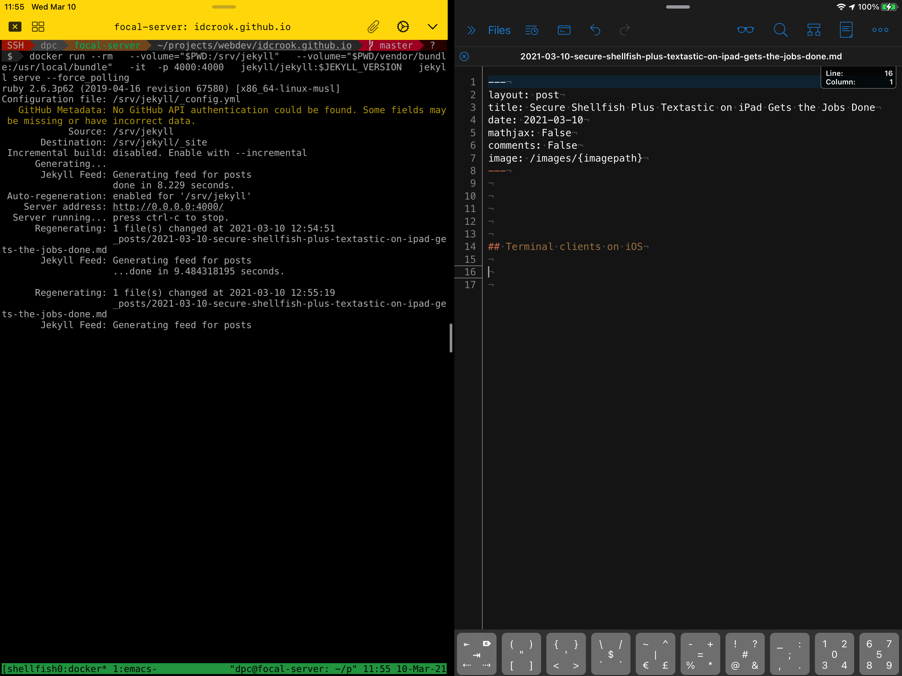 11:55 Wed Mar 10
focal-server: idcrook.github.io
SSH dpc focal-server ~/projects/webdev/idcrook.github.io master ?
$ docker run --rm --volume="$PWD:/srv/jekyll" --volume="$PWD/vendor/bundl
e:/usr/local/bundle" -it -p 4000:4000 jekyll/jekyll:$JEKYLL_VERSION jekyl
l serve --force_polling
ruby 2.6.3p62 (2019-04-16 revision 67580) [x86_64-linux-musl]
Configuration file: /srv/jekyll/_config.yml
GitHub Metadata: No GitHub API authentication could be found. Some fields may
be missing or have incorrect data.
Source: /srv/jekyll
Destination: /srv/jekyll/_site
Incremental build: disabled. Enable with --incremental
Generating...
Jekyll Feed: Generating feed for posts
done in 8.229 seconds.
Auto-regeneration: enabled for '/srv/jekyll'
Server address: http://0.0.0.0:4000/
Server running... press ctrl-c to stop.
Regenerating: 1 file(s) changed at 2021-03-10 12:54:51
_posts/2021-03-10-secure-shellfish-plus-textastic-on-ipad-ge
ts-the-jobs-done.md
Jekyll Feed: Generating feed for posts
...done in 9.484318195 seconds.
Regenerating: 1 file(s) changed at 2021-03-10 12:55:19
_posts/2021-03-10-secure-shellfish-plus-textastic-on-ipad-ge
ts-the-jobs-done.md
Jekyll Feed: Generating feed for posts
[shellfish0:docker* 1:emacs- "dpc@focal-server: ~/p" 11:55 10-Mar-21
100%
Files
2021-03-10-secure-shellfish-plus-textastic-on-ipad-gets-the-jobs-done.md
Line: 16
Column: 1
1 ---¬
2 layout:·post¬
3 title:·Secure·Shellfish·Plus·Textastic·on·iPad·Gets·the·Jobs·Done¬
4 date:·2021-03-10¬
5 mathjax:·False¬
6 comments:·False¬
7 image:·/images/{imagepath}¬
8 ---¬
9 ¬
10 ¬
11 ¬
12 ¬
13 ¬
14 ##·Terminal·clients·on·iOS¬
15 ¬
16 ¬
17 ¬
( ) { } \ / ~ ^ - + ! ? _ : 1 2 6 7
" ' $ | = # ; 0 5
[ ] < > ´ ` € £ % * @ & , . 3 4 8 9